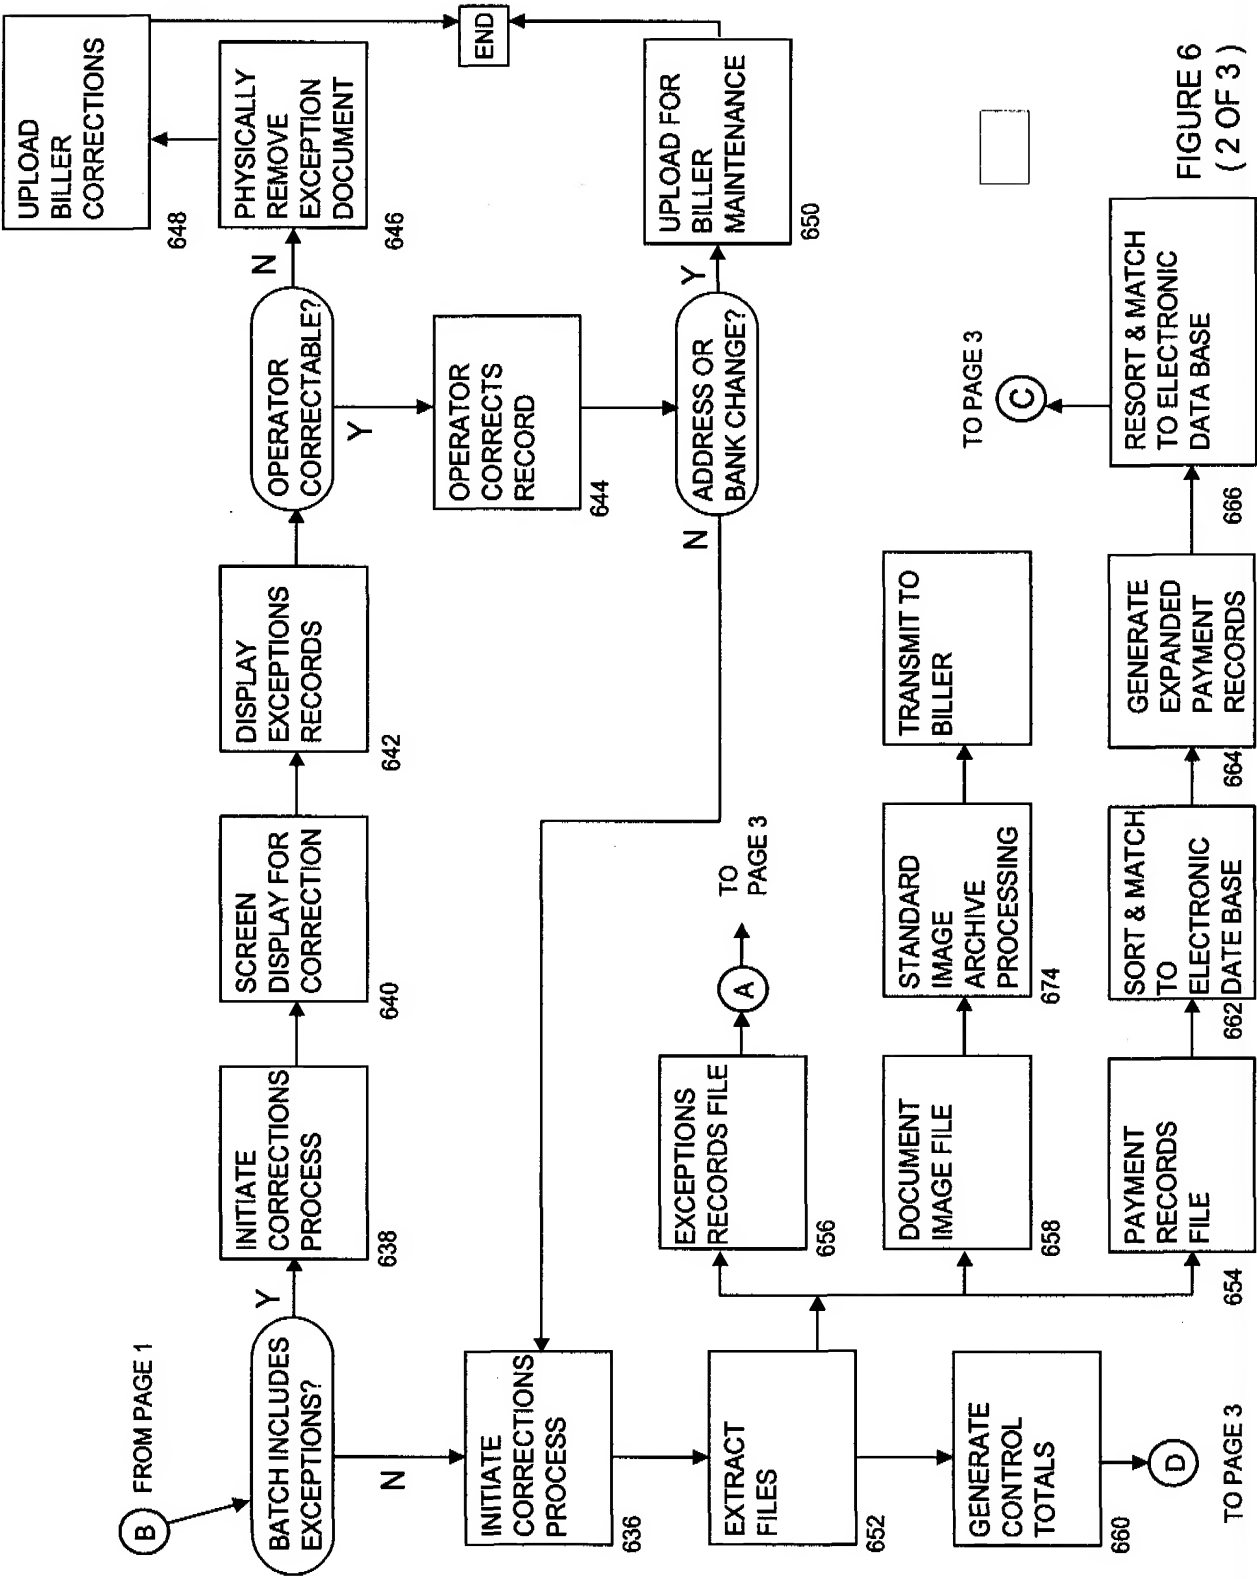 B
FROM PAGE 1
BATCH INCLUDES
EXCEPTIONS?
Y
N
INITIATE
CORRECTIONS
PROCESS
638
SCREEN
DISPLAY FOR
CORRECTION
640
DISPLAY
EXCEPTIONS
RECORDS
642
OPERATOR
CORRECTABLE?
N
Y
PHYSICALLY
REMOVE
EXCEPTION
DOCUMENT
646
UPLOAD
BILLER
CORRECTIONS
648
END
OPERATOR
CORRECTS
RECORD
644
ADDRESS OR
BANK CHANGE?
N
Y
UPLOAD FOR
BILLER
MAINTENANCE
650
INITIATE
CORRECTIONS
PROCESS
636
EXTRACT
FILES
652
GENERATE
CONTROL
TOTALS
660
D
TO PAGE 3
EXCEPTIONS
RECORDS FILE
656
A
TO
PAGE 3
DOCUMENT
IMAGE FILE
658
STANDARD
IMAGE
ARCHIVE
PROCESSING
674
TRANSMIT TO
BILLER
PAYMENT
RECORDS
FILE
654
SORT & MATCH
TO
ELECTRONIC
DATE BASE
662
GENERATE
EXPANDED
PAYMENT
RECORDS
664
RESORT & MATCH
TO ELECTRONIC
DATA BASE
666
C
TO PAGE 3
FIGURE 6
( 2 OF 3 )